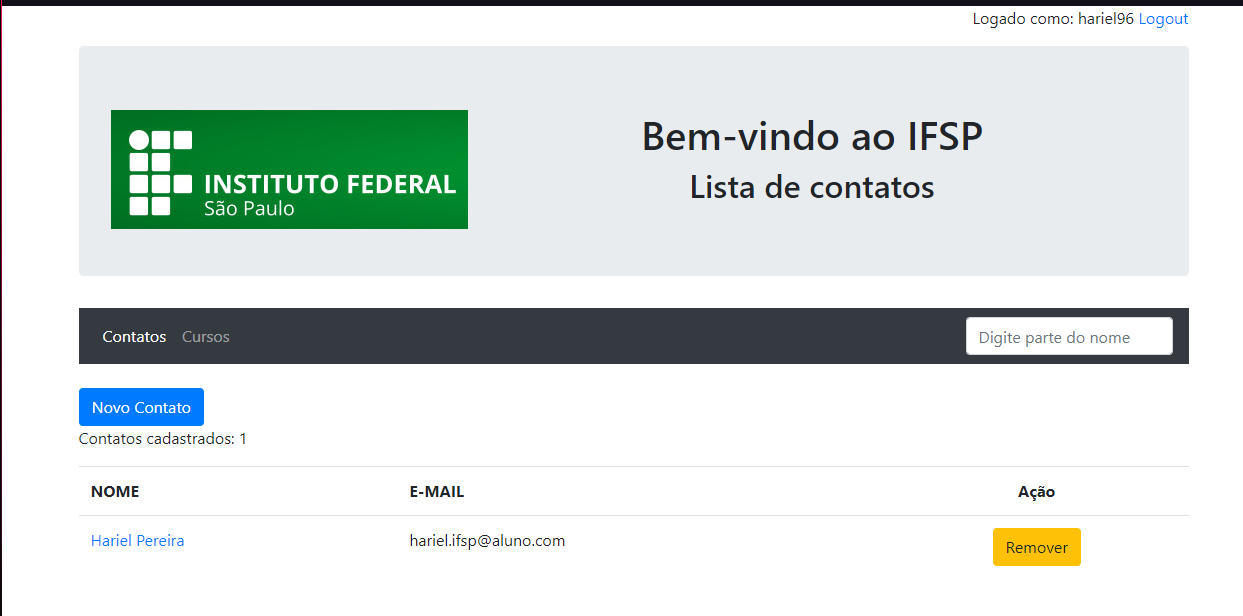 Logado como: hariel96 Logout
INSTITUTO FEDERAL
São Paulo
Bem-vindo ao IFSP
Lista de contatos
Contatos Cursos Digite parte do nome
Novo Contato
Contatos cadastrados: 1
NOME E-MAIL Ação
Hariel Pereira hariel.ifsp@aluno.com Remover